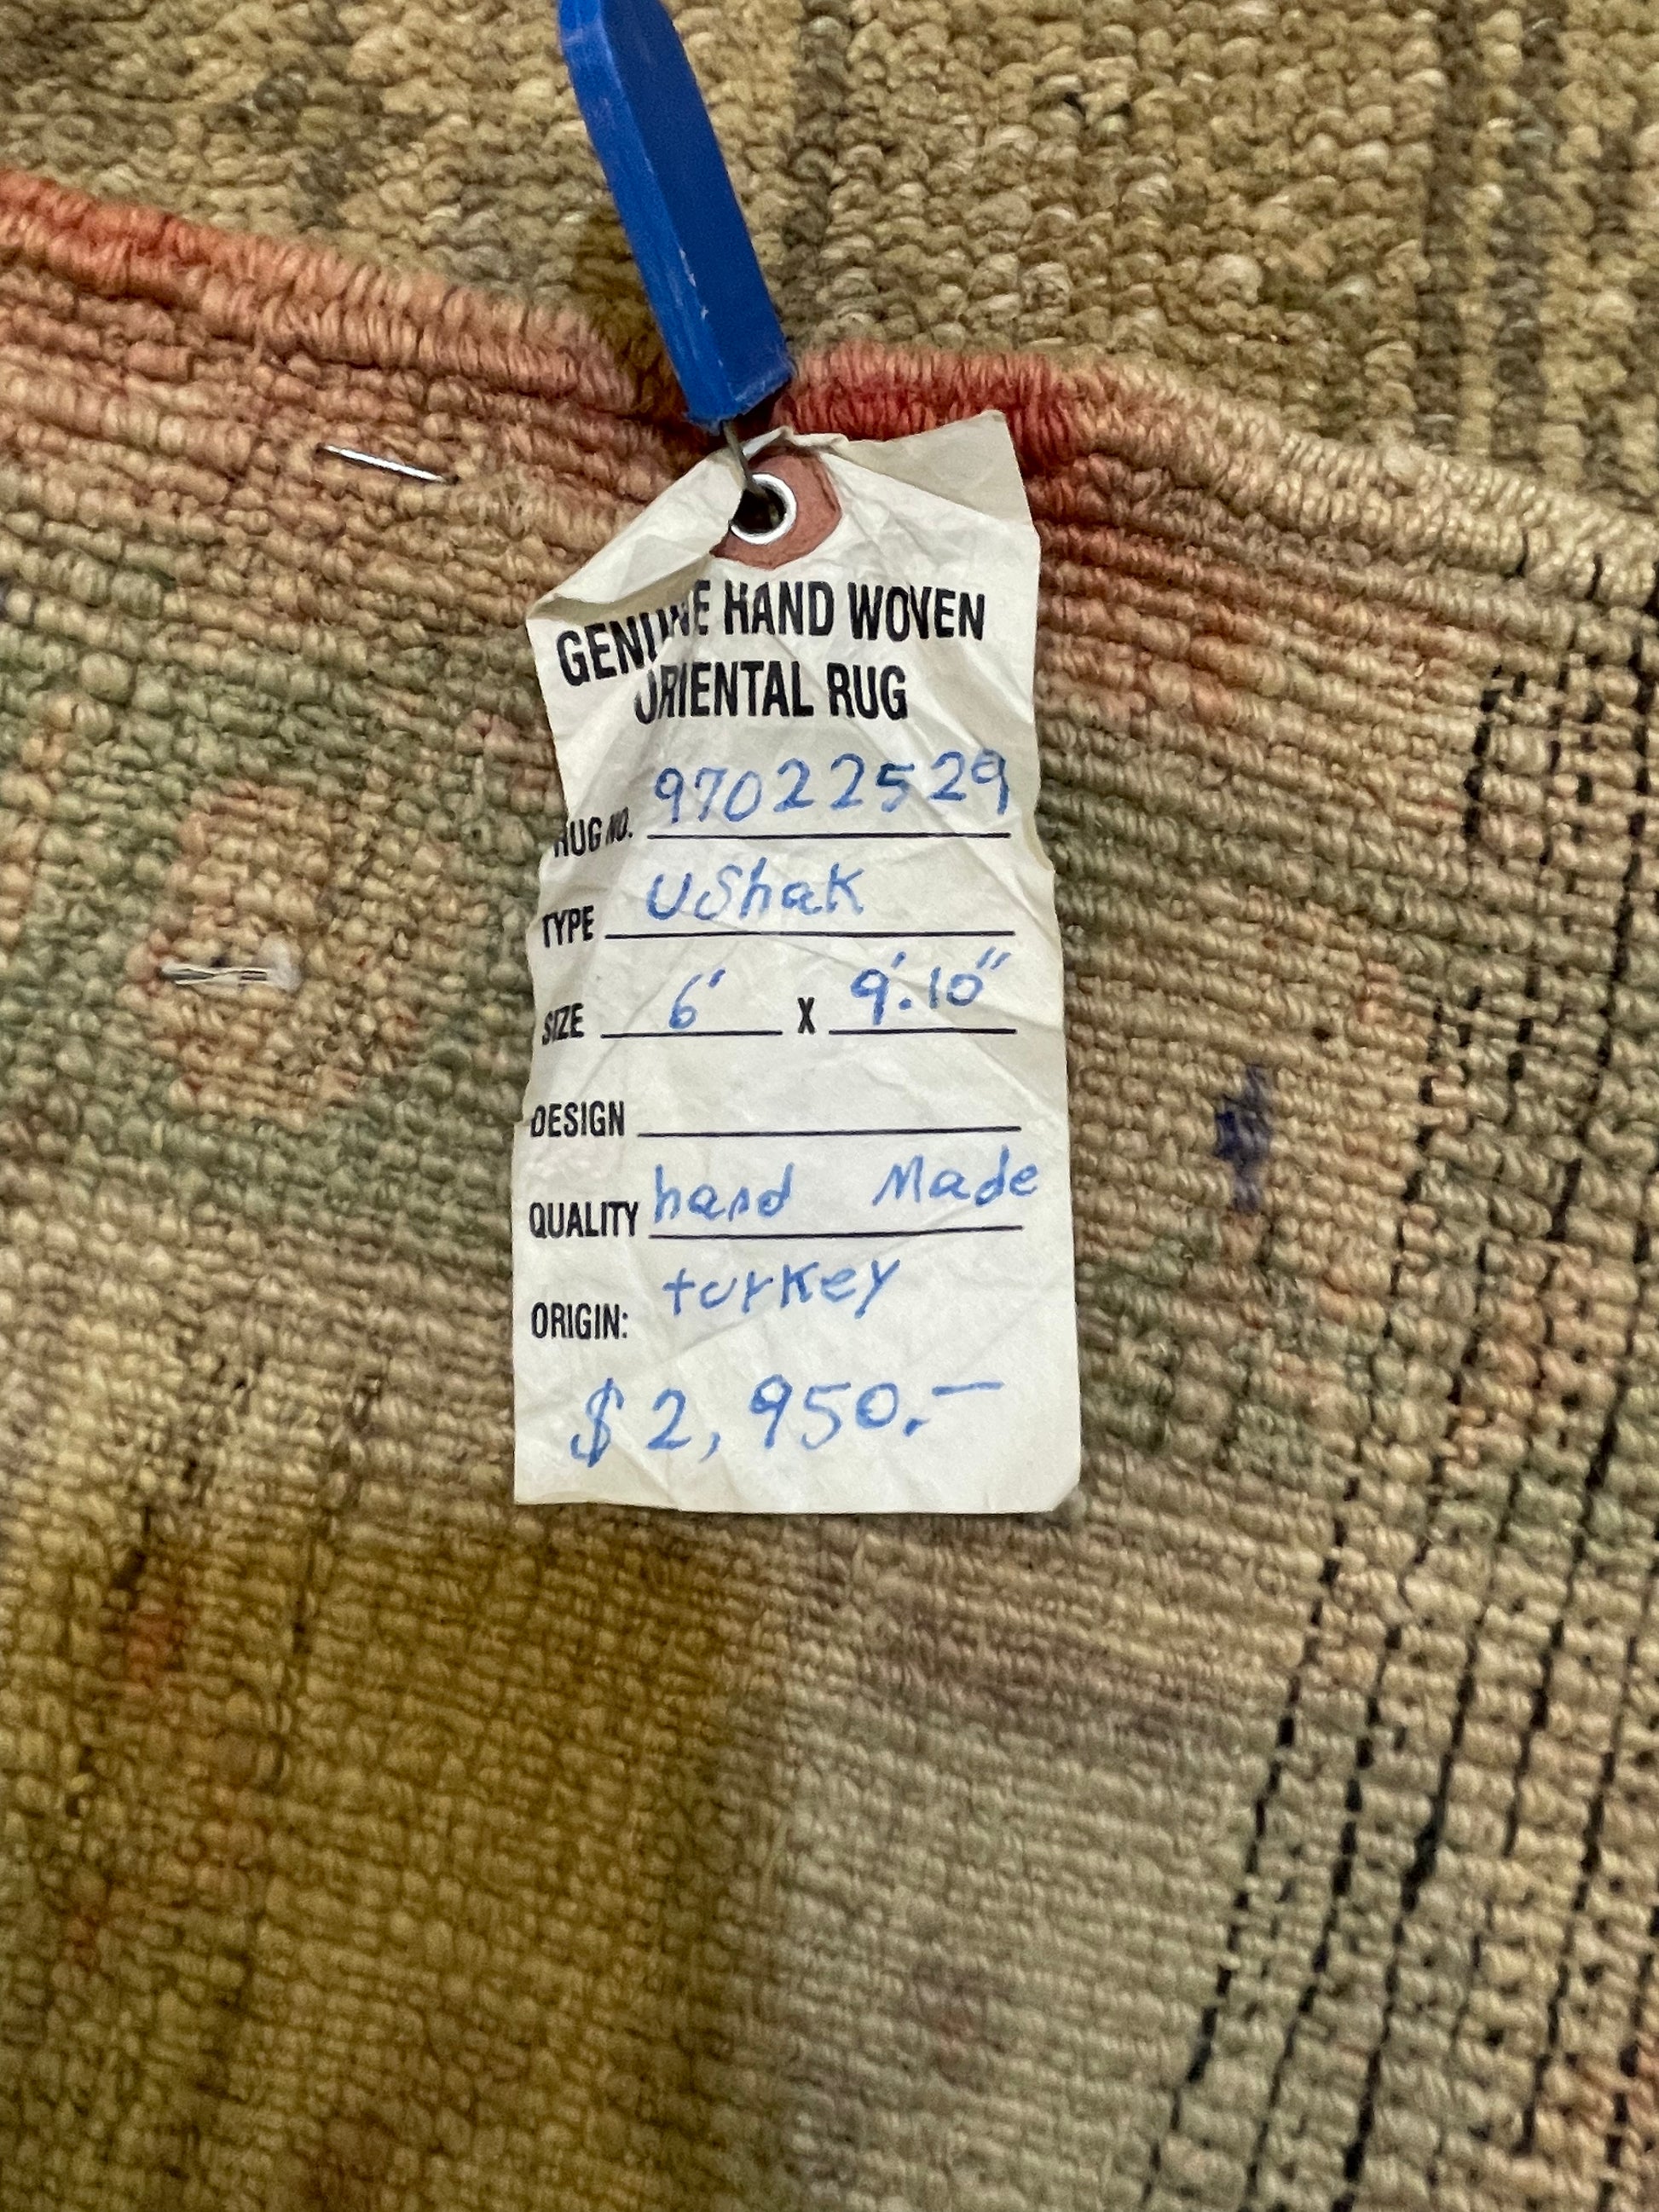 GENUINE HAND WOVEN
ORIENTAL RUG
RUG NO. 97022529
TYPE UShak
SIZE 6' X 9'.10"
DESIGN
QUALITY hand Made
ORIGIN: turkey
$2,950.-